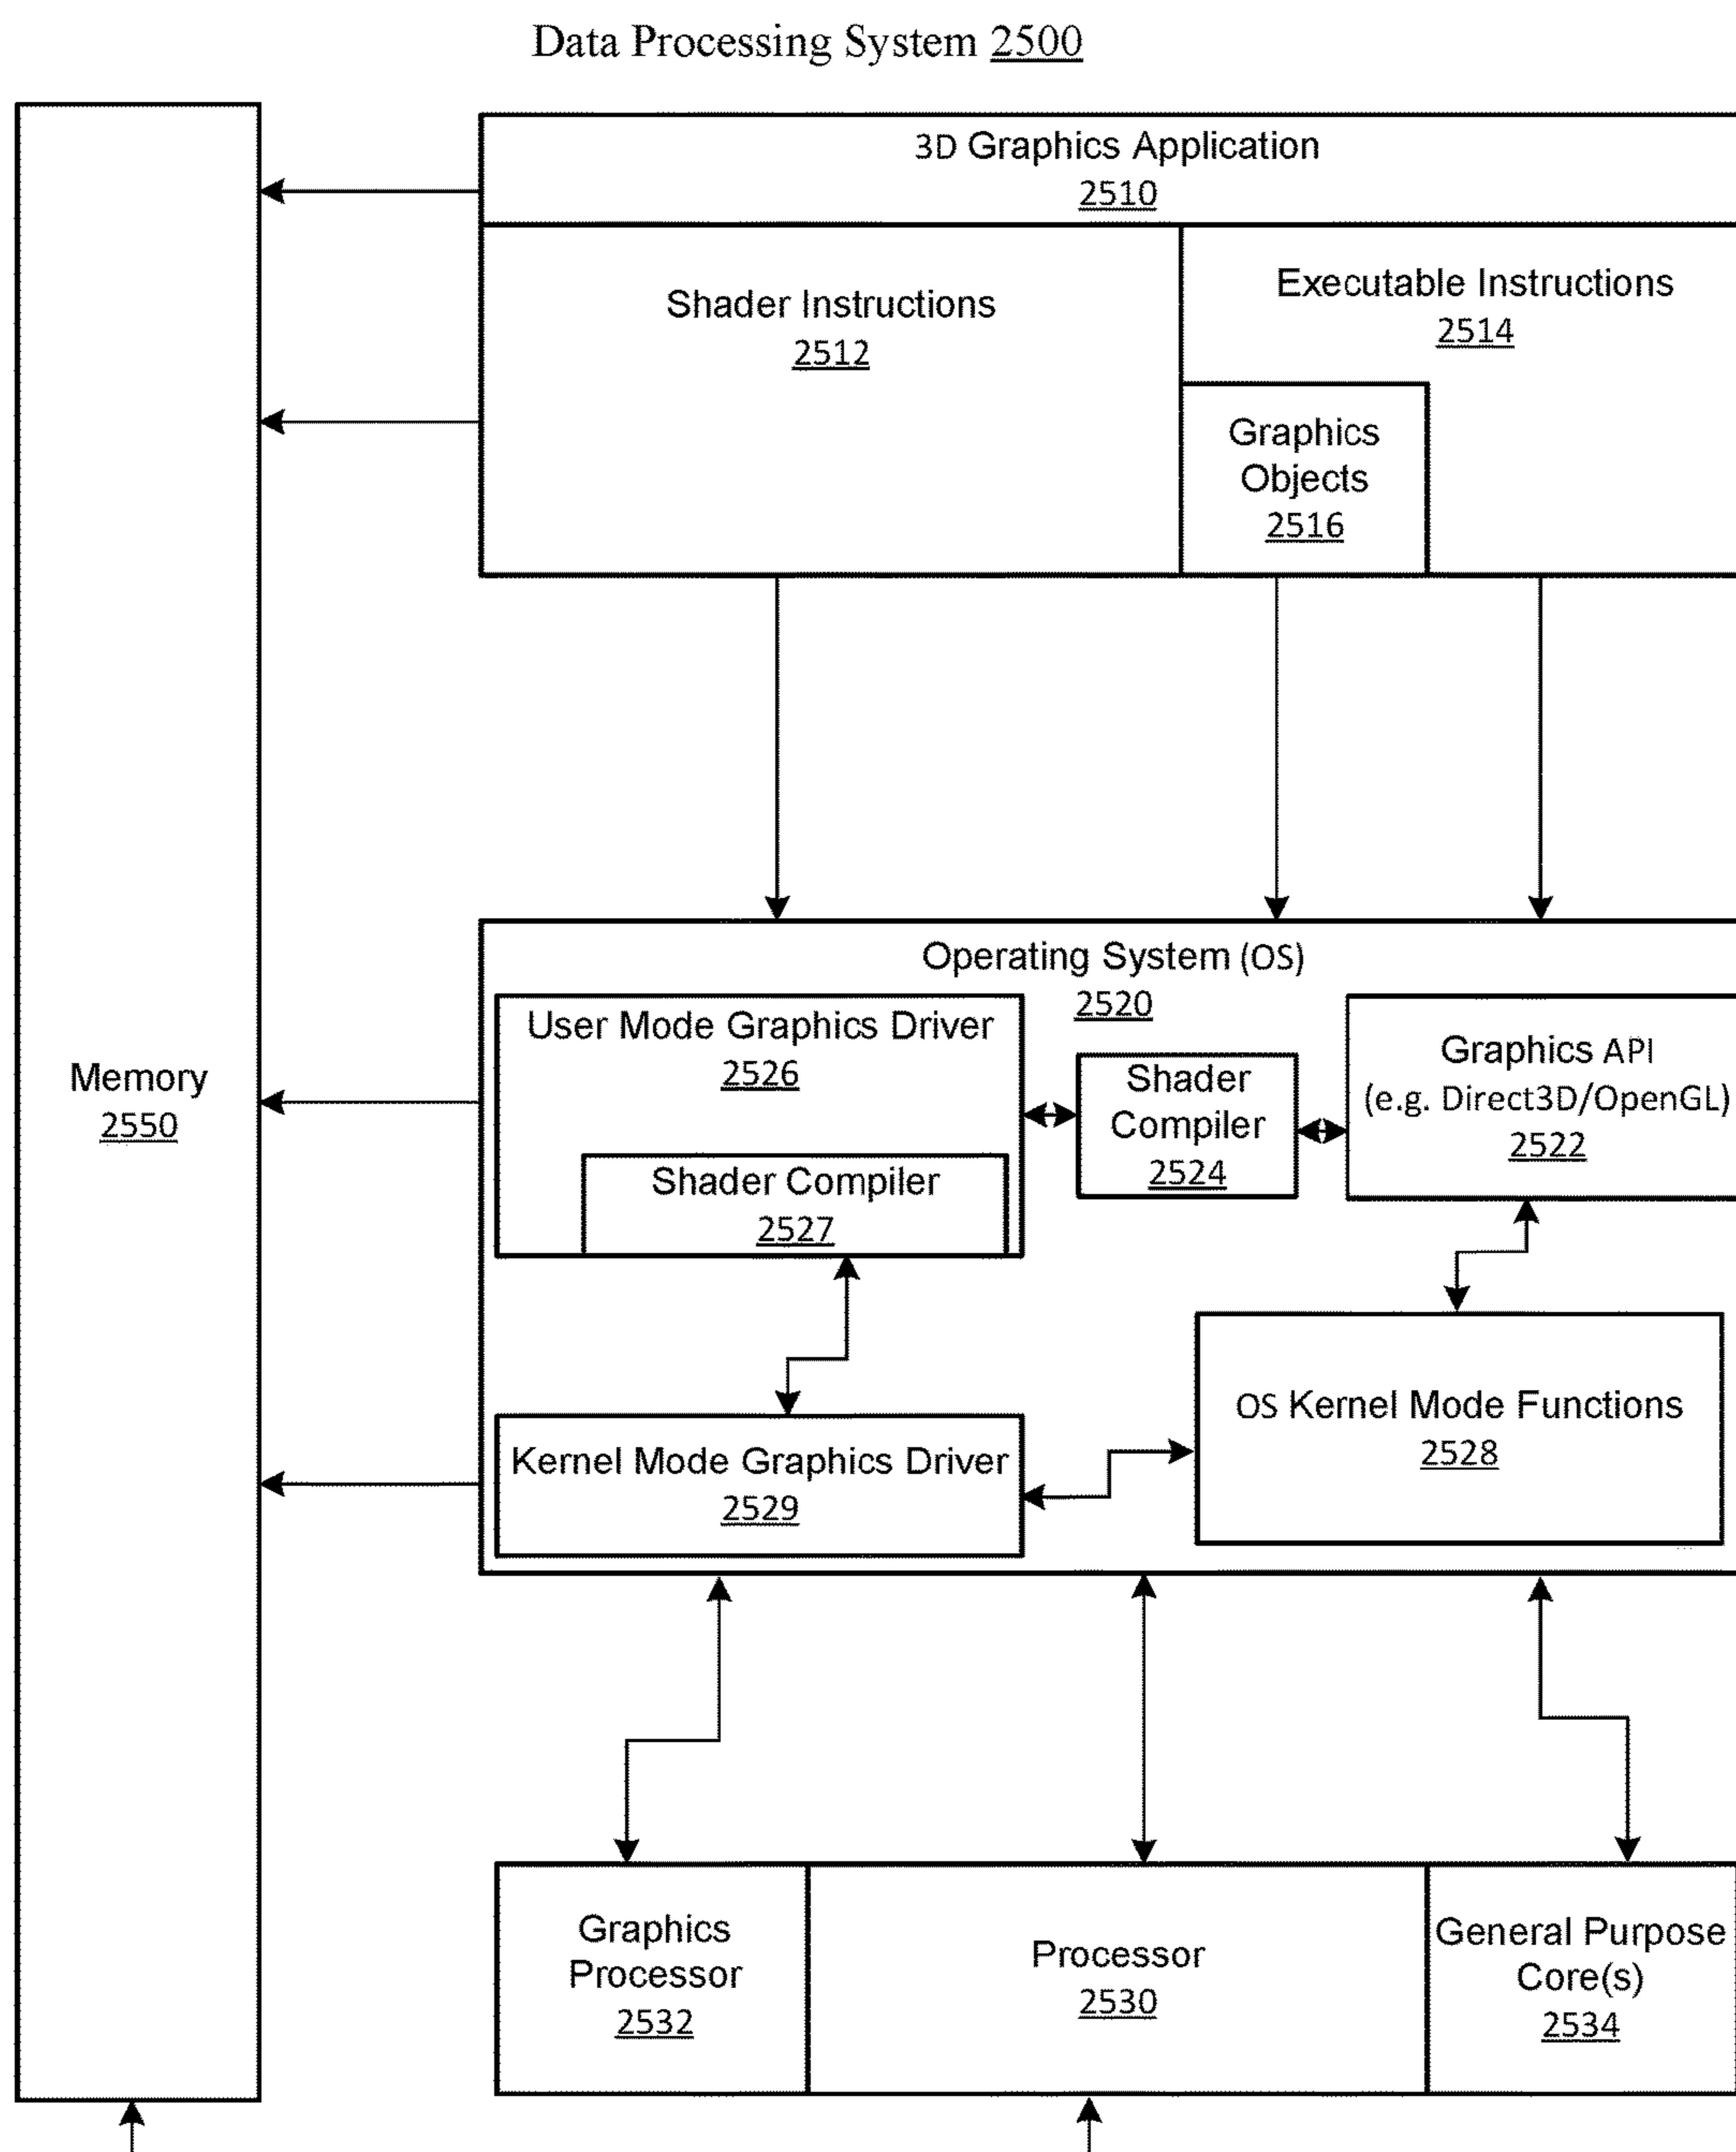 Data Processing System 2500
3D Graphics Application
2510
Shader Instructions
2512
Executable Instructions
2514
Graphics
Objects
2516
Operating System (OS)
2520
User Mode Graphics Driver
2526
Shader Compiler
2527
Shader
Compiler
2524
Graphics API
(e.g. Direct3D/OpenGL)
2522
Memory
2550
OS Kernel Mode Functions
2528
Kernel Mode Graphics Driver
2529
Graphics
Processor
2532
Processor
2530
General Purpose
Core(s)
2534